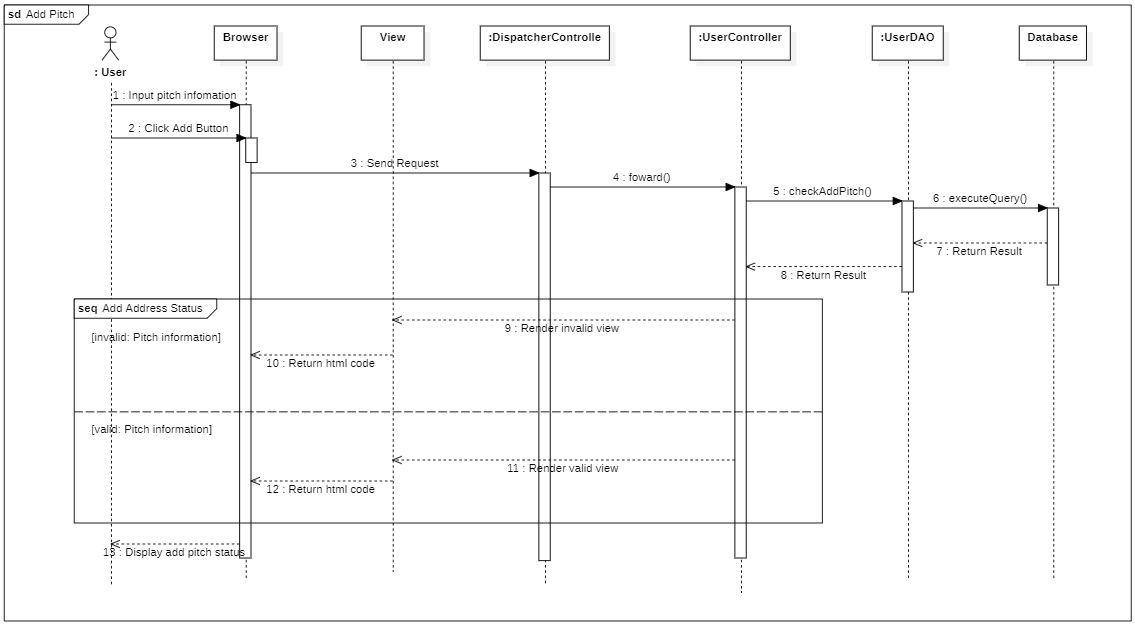 sd Add Pitch
Browser
View
:DispatcherControlle
:UserController
:UserDAO
Database
: User
1 : Input pitch infomation
2 : Click Add Button
3 : Send Request
4 : foward()
5 : checkAddPitch()
6 : executeQuery()
7 : Return Result
8 : Return Result
seq Add Address Status
9 : Render invalid view
[invalid: Pitch information]
10 : Return html code
[valid: Pitch information]
11 : Render valid view
12 : Return html code
13 : Display add pitch status